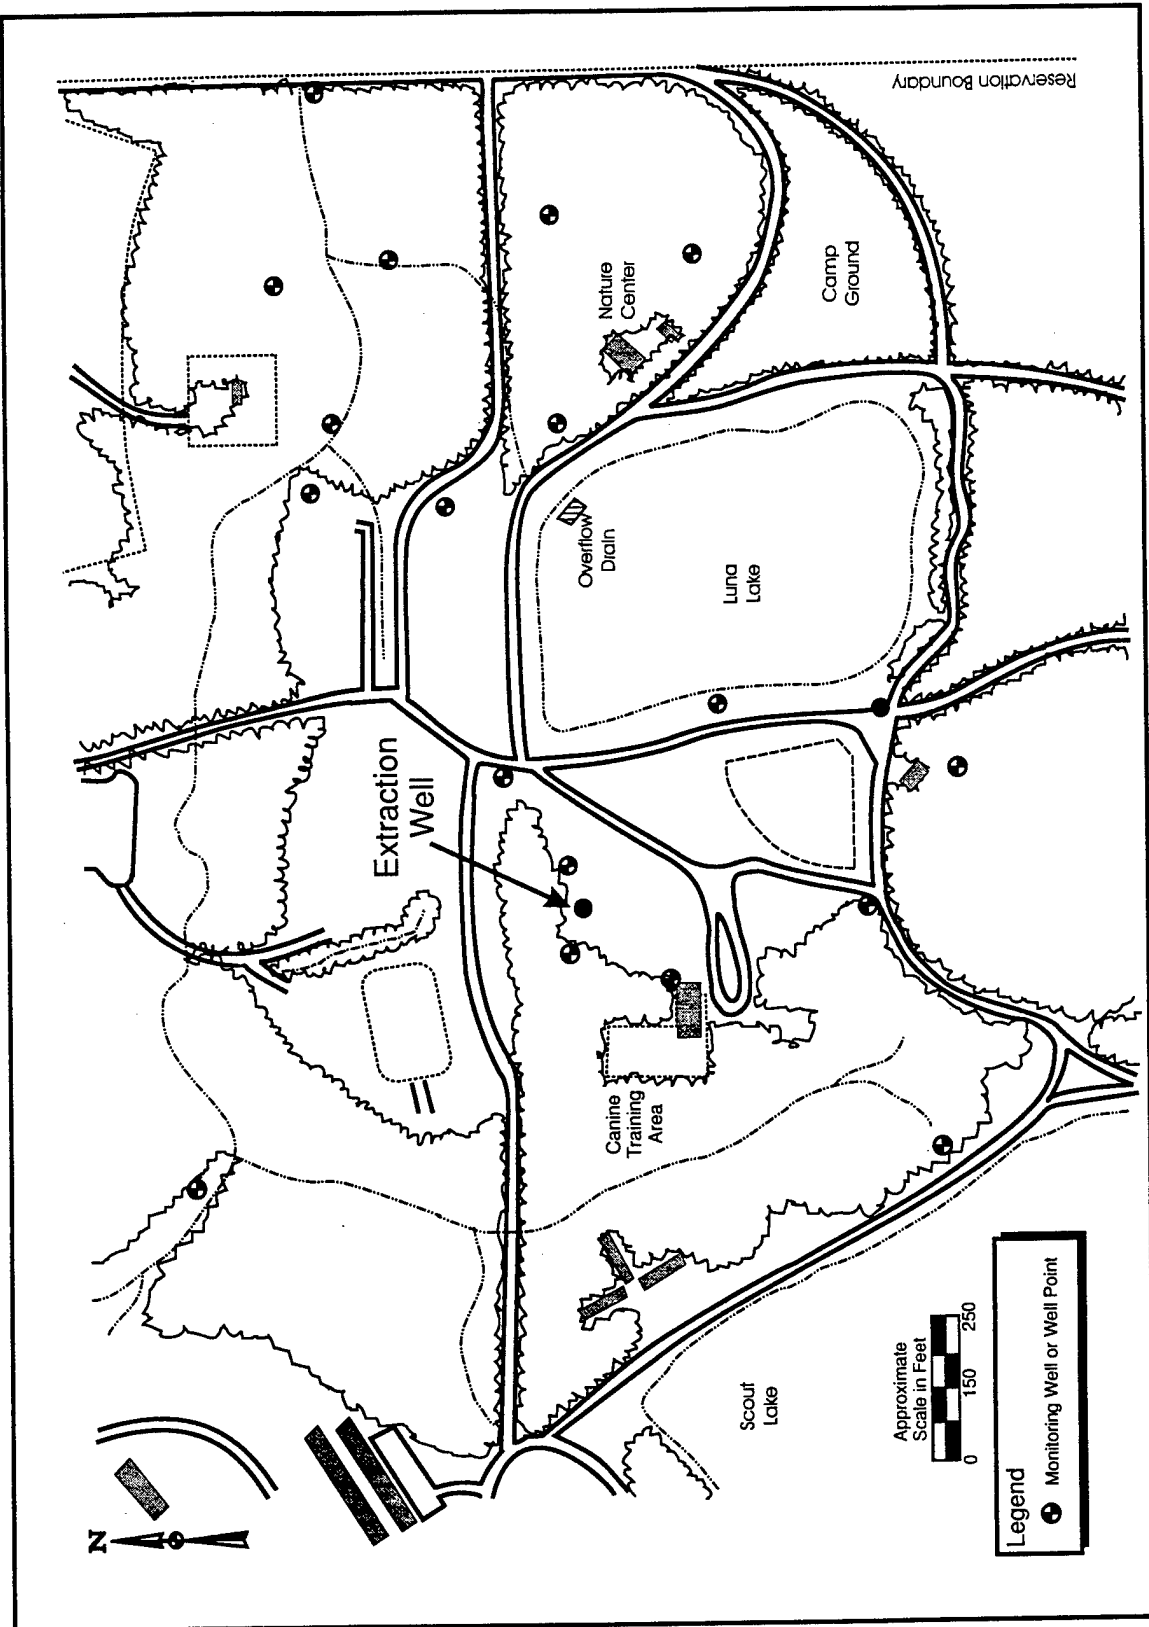 Reservation Boundary
Nature
Center
Camp
Ground
Overflow
Drain
Luna
Lake
Extraction
Well
Canine
Training
Area
Scout
Lake
N
Approximate
Scale in Feet
0
150
250
Legend
Monitoring Well or Well Point